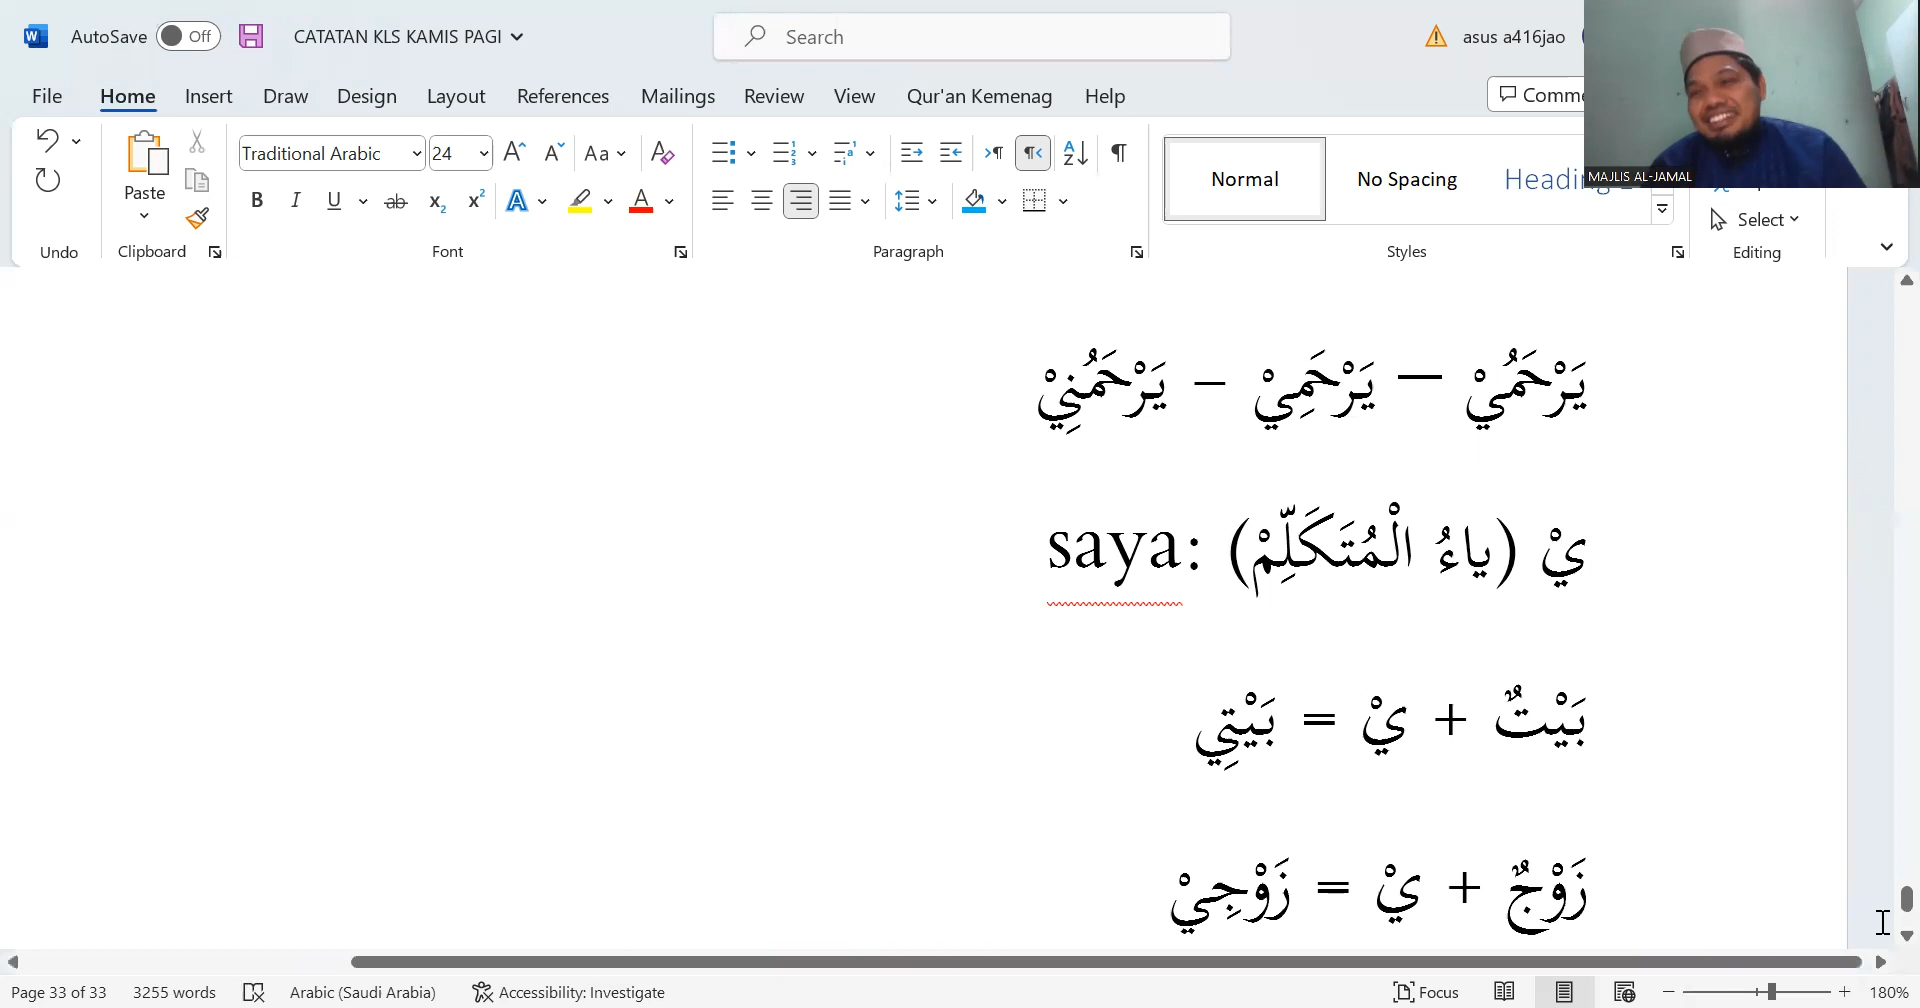 AutoSave Off CATATAN KLS KAMIS PAGI Search asus a416jao
File Home Insert Draw Design Layout References Mailings Review View Qur'an Kemenag Help
MAJLIS AL-JAMAL
Paste
Traditional Arabic 24
Normal No Spacing
Select
Undo Clipboard Font Paragraph Styles Editing
يَرْحَمُيْ – يَرْحَمِيْ – يَرْحَمُنِيْ
يْ (ياءُ الْمُتَكَلِّمْ) :saya
بَيْتٌ + يْ = بَيْتِي
زَوْجٌ + يْ = زَوْجِيْ
Page 33 of 33 3255 words Arabic (Saudi Arabia) Accessibility: Investigate Focus 180%